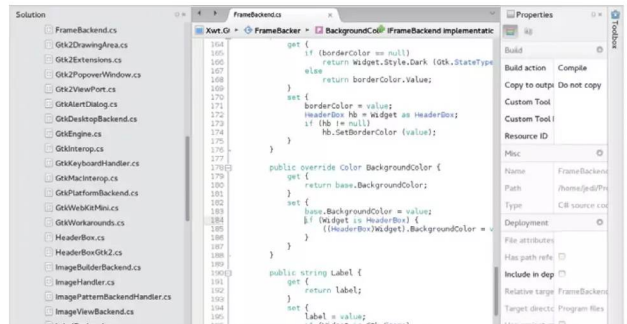 Solution
FrameBackend.cs
Gtk2DrawingArea.cs
Gtk2Extensions.cs
Gtk2PopoverWindow.cs
Gtk2ViewPort.cs
GtkAlertDialog.cs
GtkDesktopBackend.cs
GtkEngine.cs
GtkInterop.cs
GtkKeyboardHandler.cs
GtkMacInterop.cs
GtkPlatformBackend.cs
GtkWebKitMini.cs
GtkWorkarounds.cs
HeaderBox.cs
HeaderBoxGtk2.cs
ImageBuilderBackend.cs
ImageHandler.cs
ImagePatternBackendHandler.cs
ImageViewBackend.cs
FrameBackend.cs
Xwt.G FrameBacker BackgroundCol IFrameBackend implementatic
164 get {
165 if (borderColor == null)
166 return Widget.Style.Dark (Gtk.StateType
167 else
168 return borderColor.Value;
169 }
170 set {
171 borderColor = value;
172 HeaderBox hb = Widget as HeaderBox;
173 if (hb != null)
174 hb.SetBorderColor (value);
175 }
176 }
177
178 public override Color BackgroundColor {
179 get {
180 return base.BackgroundColor;
181 }
182 set {
183 base.BackgroundColor = value;
184 if (Widget is HeaderBox) {
185 ((HeaderBox)Widget).BackgroundColor = v
186 }
187 }
188 }
189
190 public string Label {
191 get {
192 return label;
193 }
194 set {
195 label = value;
Properties
Build
Build action Compile
Copy to outpu Do not copy
Custom Tool
Custom Tool
Resource ID
Misc
Name FrameBackend
Path /home/jedi/Pro
Type C# source cod
Deployment
File attributes
Has path refe
Include in dep
Relative targe FrameBackend
Target directo Program files
Toolbox